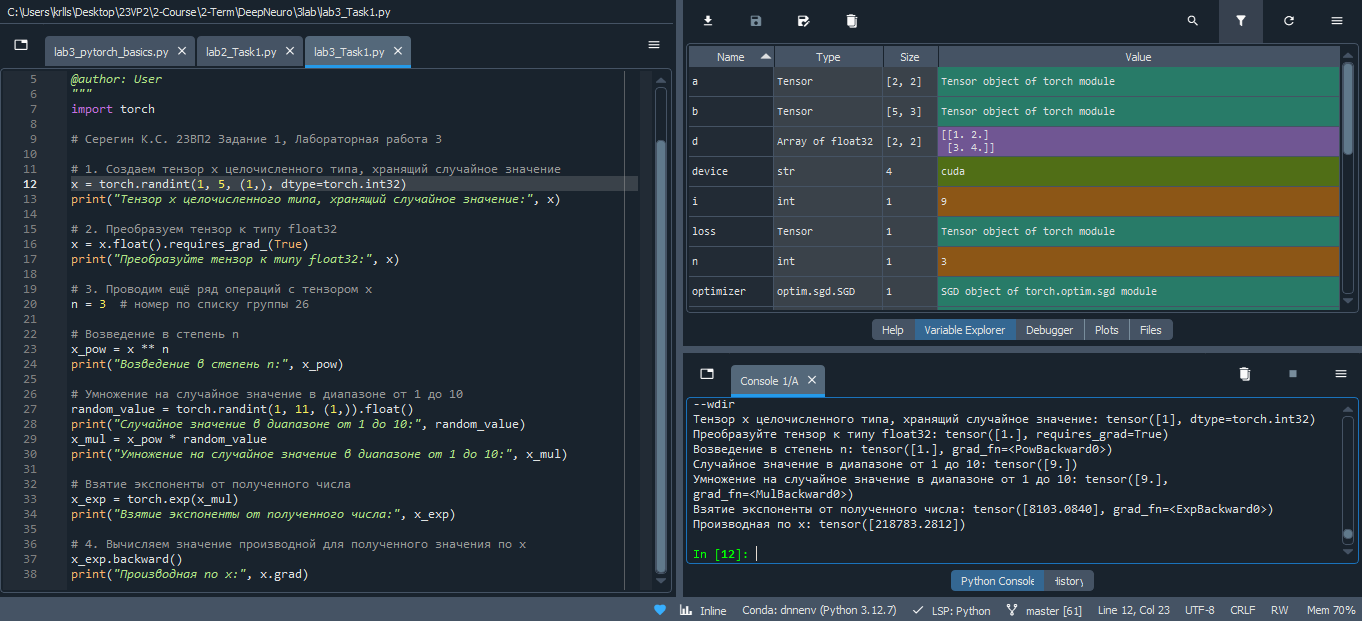 C:\Users\krlls\Desktop\23VP2\2-Course\2-Term\DeepNeuro\3lab\lab3_Task1.py
lab3_pytorch_basics.py
lab2_Task1.py
lab3_Task1.py
5 @author: User
6 """
7 import torch
8
9 # Серегин К.С. 23ВП2 Задание 1, Лабораторная работа 3
10
11 # 1. Создаем тензор x целочисленного типа, хранящий случайное значение
12 x = torch.randint(1, 5, (1,), dtype=torch.int32)
13 print("Тензор x целочисленного типа, хранящий случайное значение:", x)
14
15 # 2. Преобразуем тензор к типу float32
16 x = x.float().requires_grad_(True)
17 print("Преобразуйте тензор к типу float32:", x)
18
19 # 3. Проводим ещё ряд операций с тензором x
20 n = 3  # номер по списку группы 26
21
22 # Возведение в степень n
23 x_pow = x ** n
24 print("Возведение в степень n:", x_pow)
25
26 # Умножение на случайное значение в диапазоне от 1 до 10
27 random_value = torch.randint(1, 11, (1,)).float()
28 print("Случайное значение в диапазоне от 1 до 10:", random_value)
29 x_mul = x_pow * random_value
30 print("Умножение на случайное значение в диапазоне от 1 до 10:", x_mul)
31
32 # Взятие экспоненты от полученного числа
33 x_exp = torch.exp(x_mul)
34 print("Взятие экспоненты от полученного числа:", x_exp)
35
36 # 4. Вычисляем значение производной для полученного значения по x
37 x_exp.backward()
38 print("Производная по x:", x.grad)
Name Type Size Value
a Tensor [2, 2] Tensor object of torch module
b Tensor [5, 3] Tensor object of torch module
d Array of float32 [2, 2] [[1. 2.]
[3. 4.]]
device str 4 cuda
i int 1 9
loss Tensor 1 Tensor object of torch module
n int 1 3
optimizer optim.sgd.SGD 1 SGD object of torch.optim.sgd module
Help Variable Explorer Debugger Plots Files
Console 1/A
--wdir
Тензор x целочисленного типа, хранящий случайное значение: tensor([1], dtype=torch.int32)
Преобразуйте тензор к типу float32: tensor([1.], requires_grad=True)
Возведение в степень n: tensor([1.], grad_fn=<PowBackward0>)
Случайное значение в диапазоне от 1 до 10: tensor([9.])
Умножение на случайное значение в диапазоне от 1 до 10: tensor([9.],
grad_fn=<MulBackward0>)
Взятие экспоненты от полученного числа: tensor([8103.0840], grad_fn=<ExpBackward0>)
Производная по x: tensor([218783.2812])
In [12]:
Python Console History
Inline Conda: dnnenv (Python 3.12.7) LSP: Python master [61] Line 12, Col 23 UTF-8 CRLF RW Mem 70%